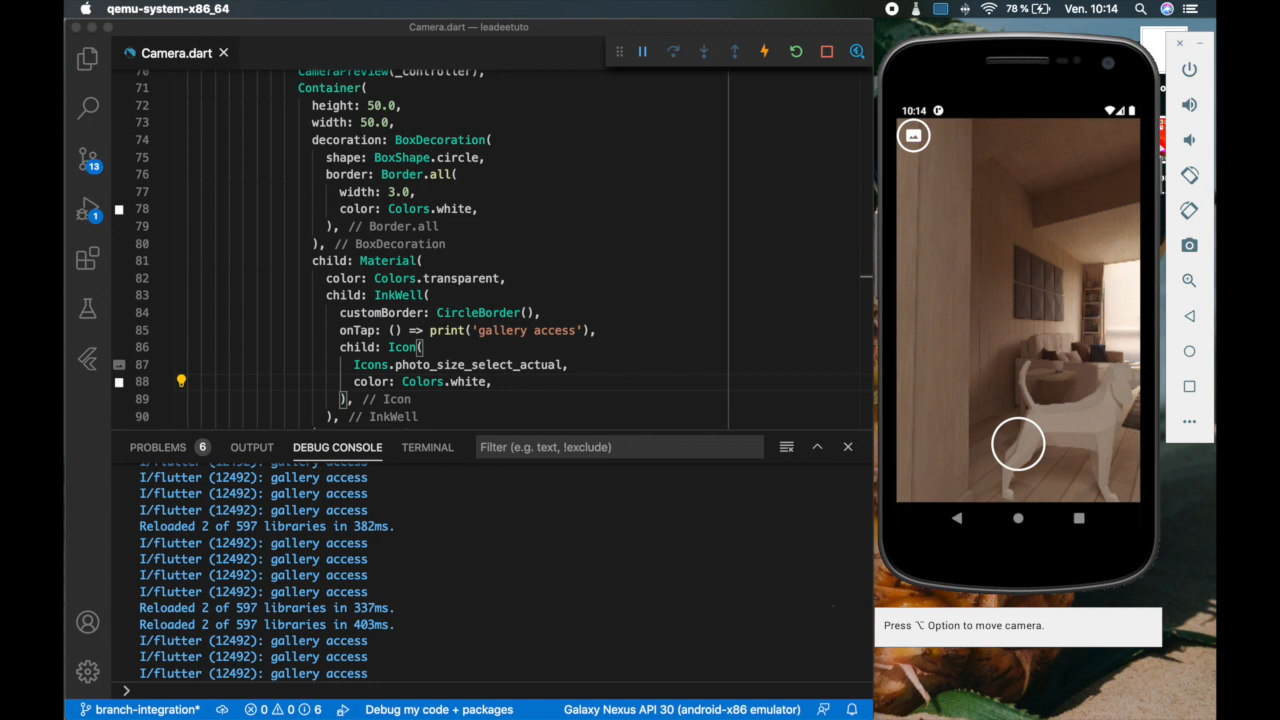 qemu-system-x86_64
78 %
Ven. 10:14
Camera.dart — leadeetuto
Camera.dart
70 CameraPreview(_controller),
71 Container(
72 height: 50.0,
73 width: 50.0,
74 decoration: BoxDecoration(
75 shape: BoxShape.circle,
76 border: Border.all(
77 width: 3.0,
78 color: Colors.white,
79 ), // Border.all
80 ), // BoxDecoration
81 child: Material(
82 color: Colors.transparent,
83 child: InkWell(
84 customBorder: CircleBorder(),
85 onTap: () => print('gallery access'),
86 child: Icon(
87 Icons.photo_size_select_actual,
88 color: Colors.white,
89 ), // Icon
90 ), // InkWell
13
1
PROBLEMS 6 OUTPUT DEBUG CONSOLE TERMINAL Filter (e.g. text, !exclude)
I/flutter (12492): gallery access
I/flutter (12492): gallery access
I/flutter (12492): gallery access
I/flutter (12492): gallery access
Reloaded 2 of 597 libraries in 382ms.
I/flutter (12492): gallery access
I/flutter (12492): gallery access
I/flutter (12492): gallery access
I/flutter (12492): gallery access
Reloaded 2 of 597 libraries in 337ms.
Reloaded 2 of 597 libraries in 403ms.
I/flutter (12492): gallery access
I/flutter (12492): gallery access
I/flutter (12492): gallery access
branch-integration* 0 0 6 Debug my code + packages Galaxy Nexus API 30 (android-x86 emulator)
10:14
Press ⌥ Option to move camera.